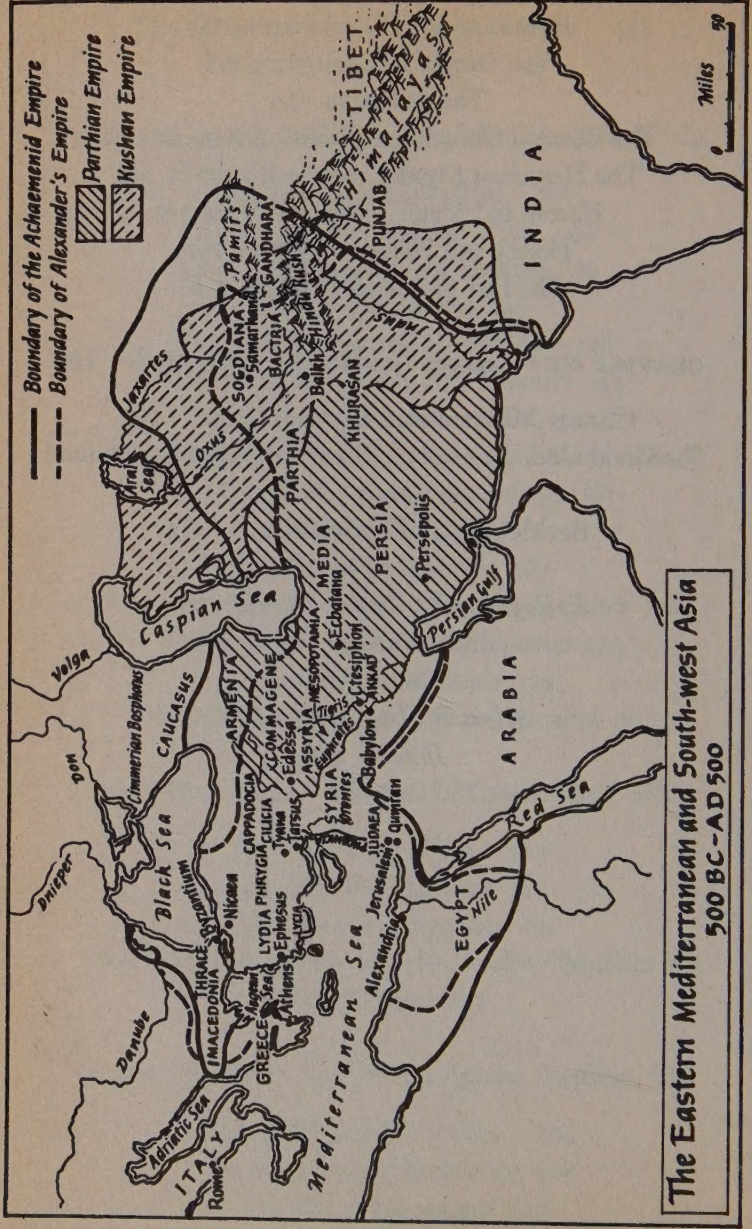 Boundary of the Achaemenid Empire
Boundary of Alexander's Empire
Parthian Empire
Kushan Empire
Volga
Don
Dnieper
Danube
Cimmerian Bosphorus
CAUCASUS
Caspian Sea
Aral
Sea
Jaxartes
Oxus
SOGDIANA
Samarkand
Pamirs
BACTRIA
GANDHARA
Balkh
Hindu Kush
TIBET
Himalayas
PUNJAB
Indus
INDIA
Miles
0
50
Black Sea
Adriatic Sea
ITALY
Rome
THRACE
MACEDONIA
Byzantium
Nicaea
GREECE
Aegean
Sea
Athens
LYDIA
Ephesus
LYCIA
PHRYGIA
CAPPADOCIA
CILICIA
Tyana
Tarsus
ARMENIA
COMMAGENE
Edessa
ASSYRIA
MESOPOTAMIA
Tigris
Euphrates
Ctesiphon
AKKAD
Babylon
MEDIA
Ecbatana
PARTHIA
KHURASAN
PERSIA
Persepolis
Persian Gulf
SYRIA
Orontes
JUDAEA
Jerusalem
Qumran
Mediterranean Sea
Alexandria
EGYPT
Nile
Red Sea
ARABIA
The Eastern Mediterranean and South-west Asia
500 BC-AD 500